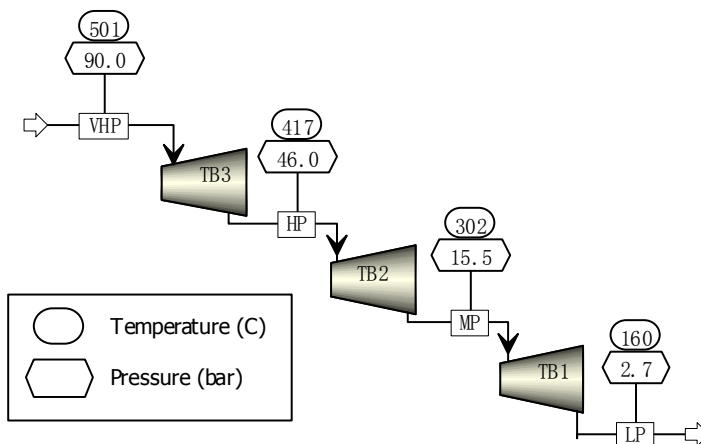 501
90.0
VHP
TB3
417
46.0
HP
TB2
302
15.5
MP
TB1
160
2.7
LP
Temperature (C)
Pressure (bar)